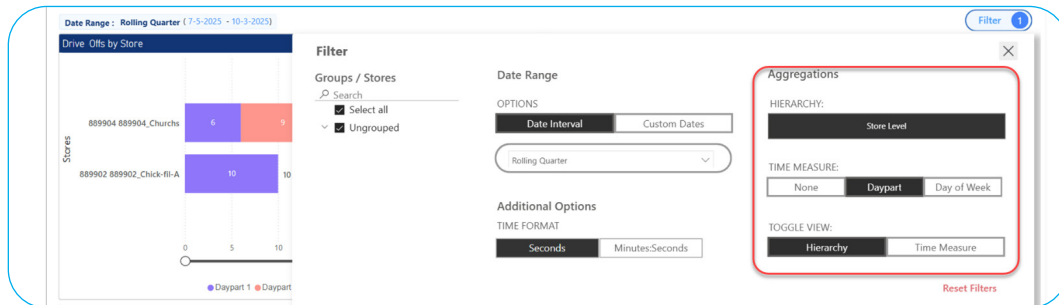 Date Range : Rolling Quarter ( 7-5-2025 - 10-3-2025)
Filter 1
Drive Offs by Store
Stores
889904 889904_Churchs
6
9
889902 889902_Chick-fil-A
10
10
0 5 10
Daypart 1 Daypart
Filter
Groups / Stores
Search
Select all
Ungrouped
Date Range
OPTIONS
Date Interval Custom Dates
Rolling Quarter
Additional Options
TIME FORMAT
Seconds Minutes:Seconds
Aggregations
HIERARCHY:
Store Level
TIME MEASURE:
None Daypart Day of Week
TOGGLE VIEW:
Hierarchy Time Measure
Reset Filters